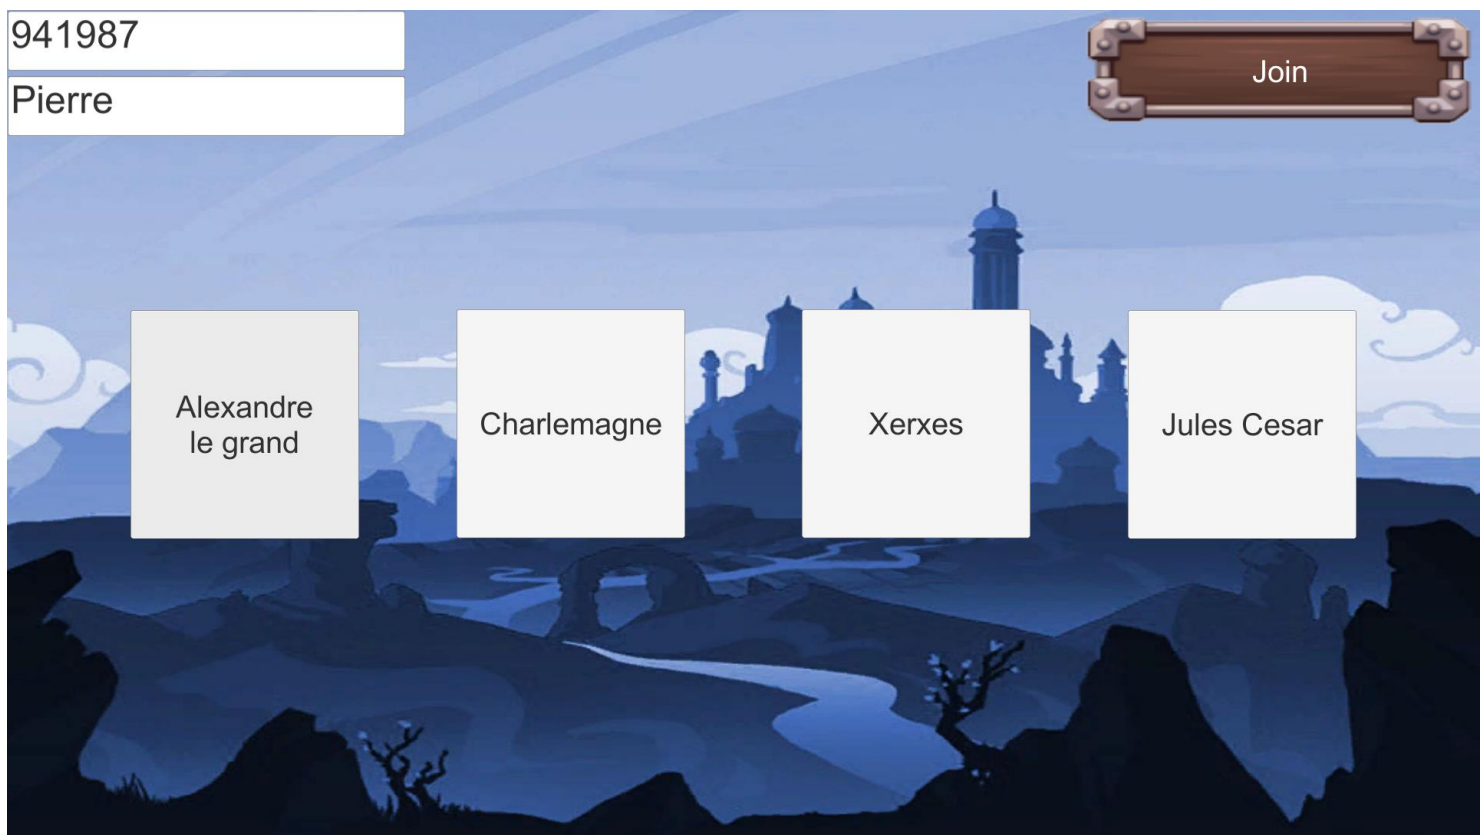 941987
Pierre
Join
Alexandre
le grand
Charlemagne
Xerxes
Jules Cesar